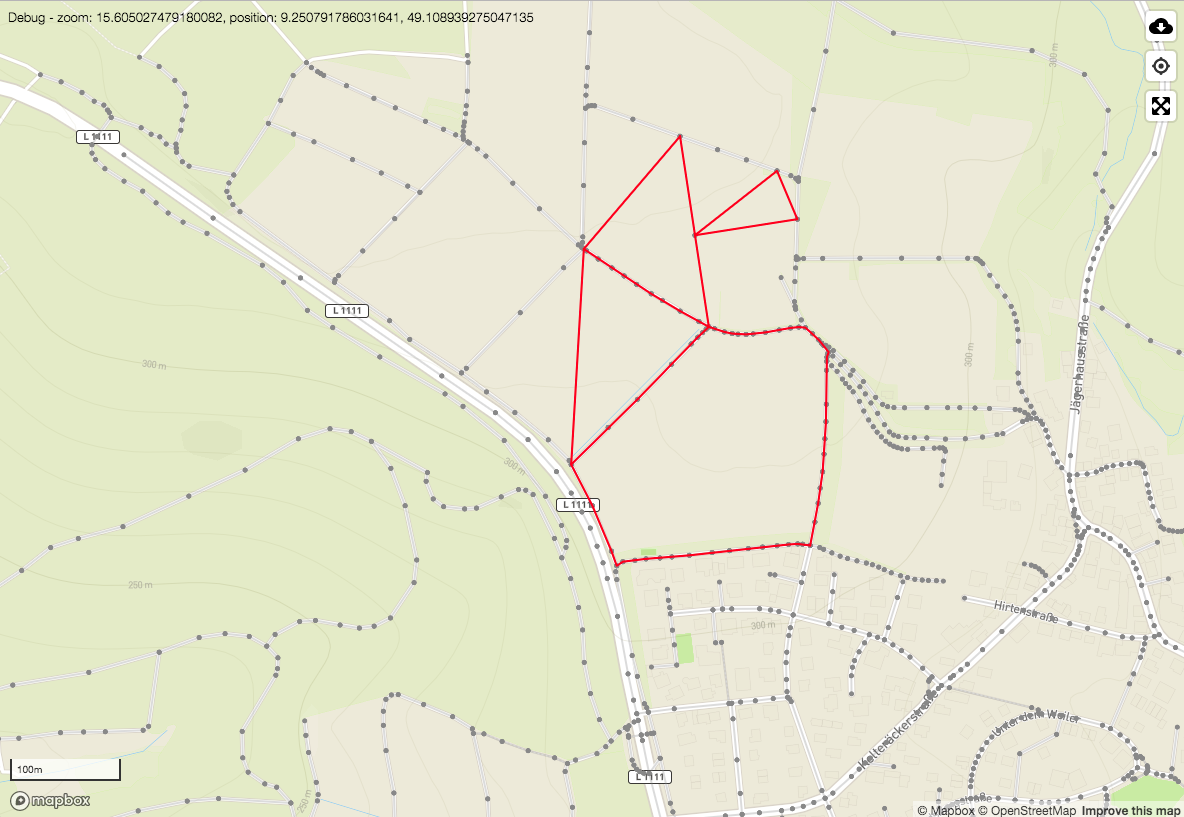 Debug - zoom: 15.605027479180082, position: 9.250791786031641, 49.108939275047135
300 m
L 1111
L 1111
Jägerhausstraße
300 m
300 m
300 m
L 1111
250 m
Hirtenstraße
300 m
Kelteräckerstraße
Unter dem Weiler
L 1111
100m
250 m
mapbox
© Mapbox © OpenStreetMap Improve this map